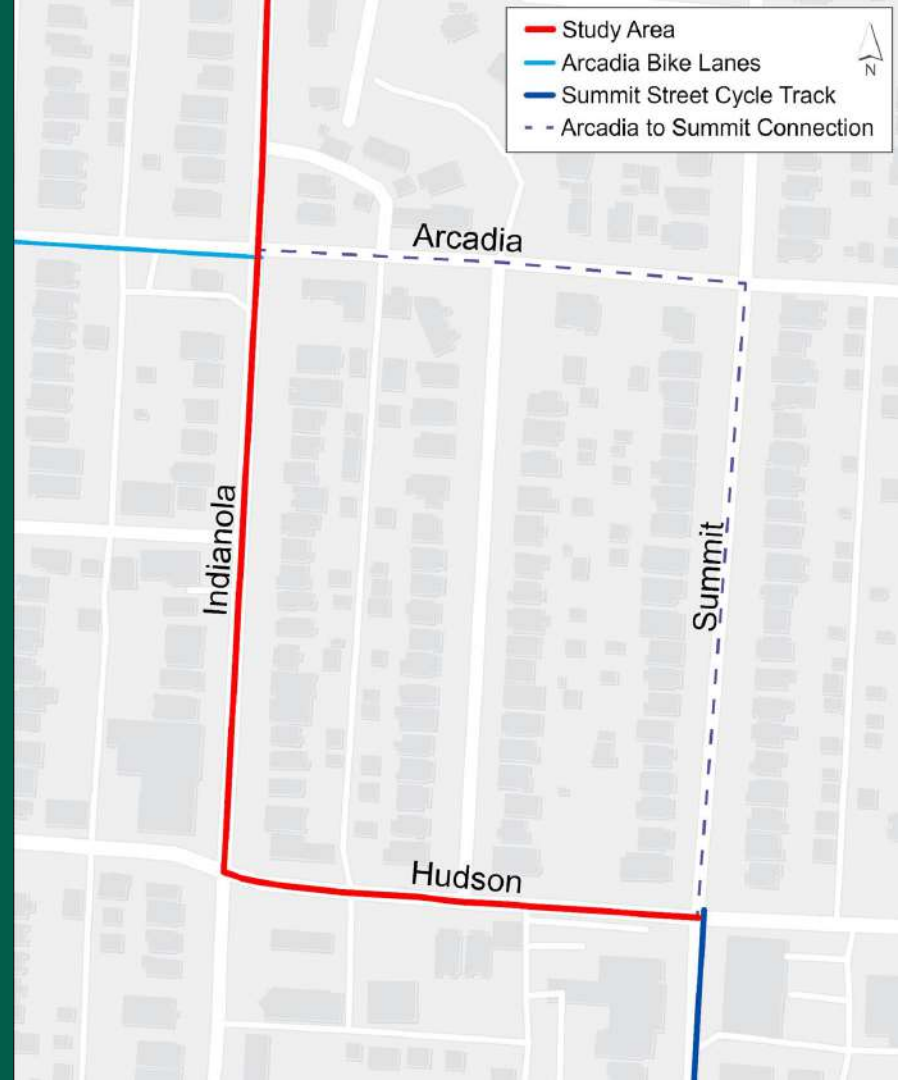 Study Area
Arcadia Bike Lanes
Summit Street Cycle Track
Arcadia to Summit Connection
N
Arcadia
Indianola
Summit
Hudson